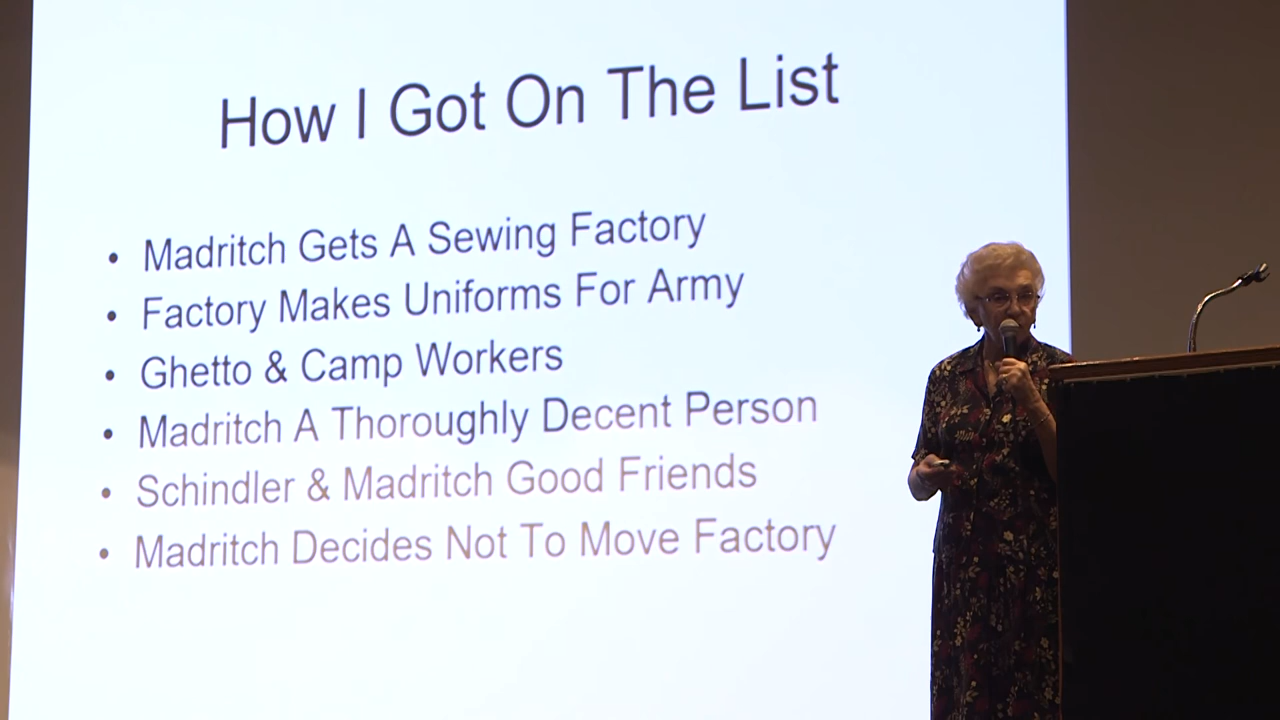 How I Got On The List
• Madritch Gets A Sewing Factory
• Factory Makes Uniforms For Army
• Ghetto & Camp Workers
• Madritch A Thoroughly Decent Person
• Schindler & Madritch Good Friends
• Madritch Decides Not To Move Factory